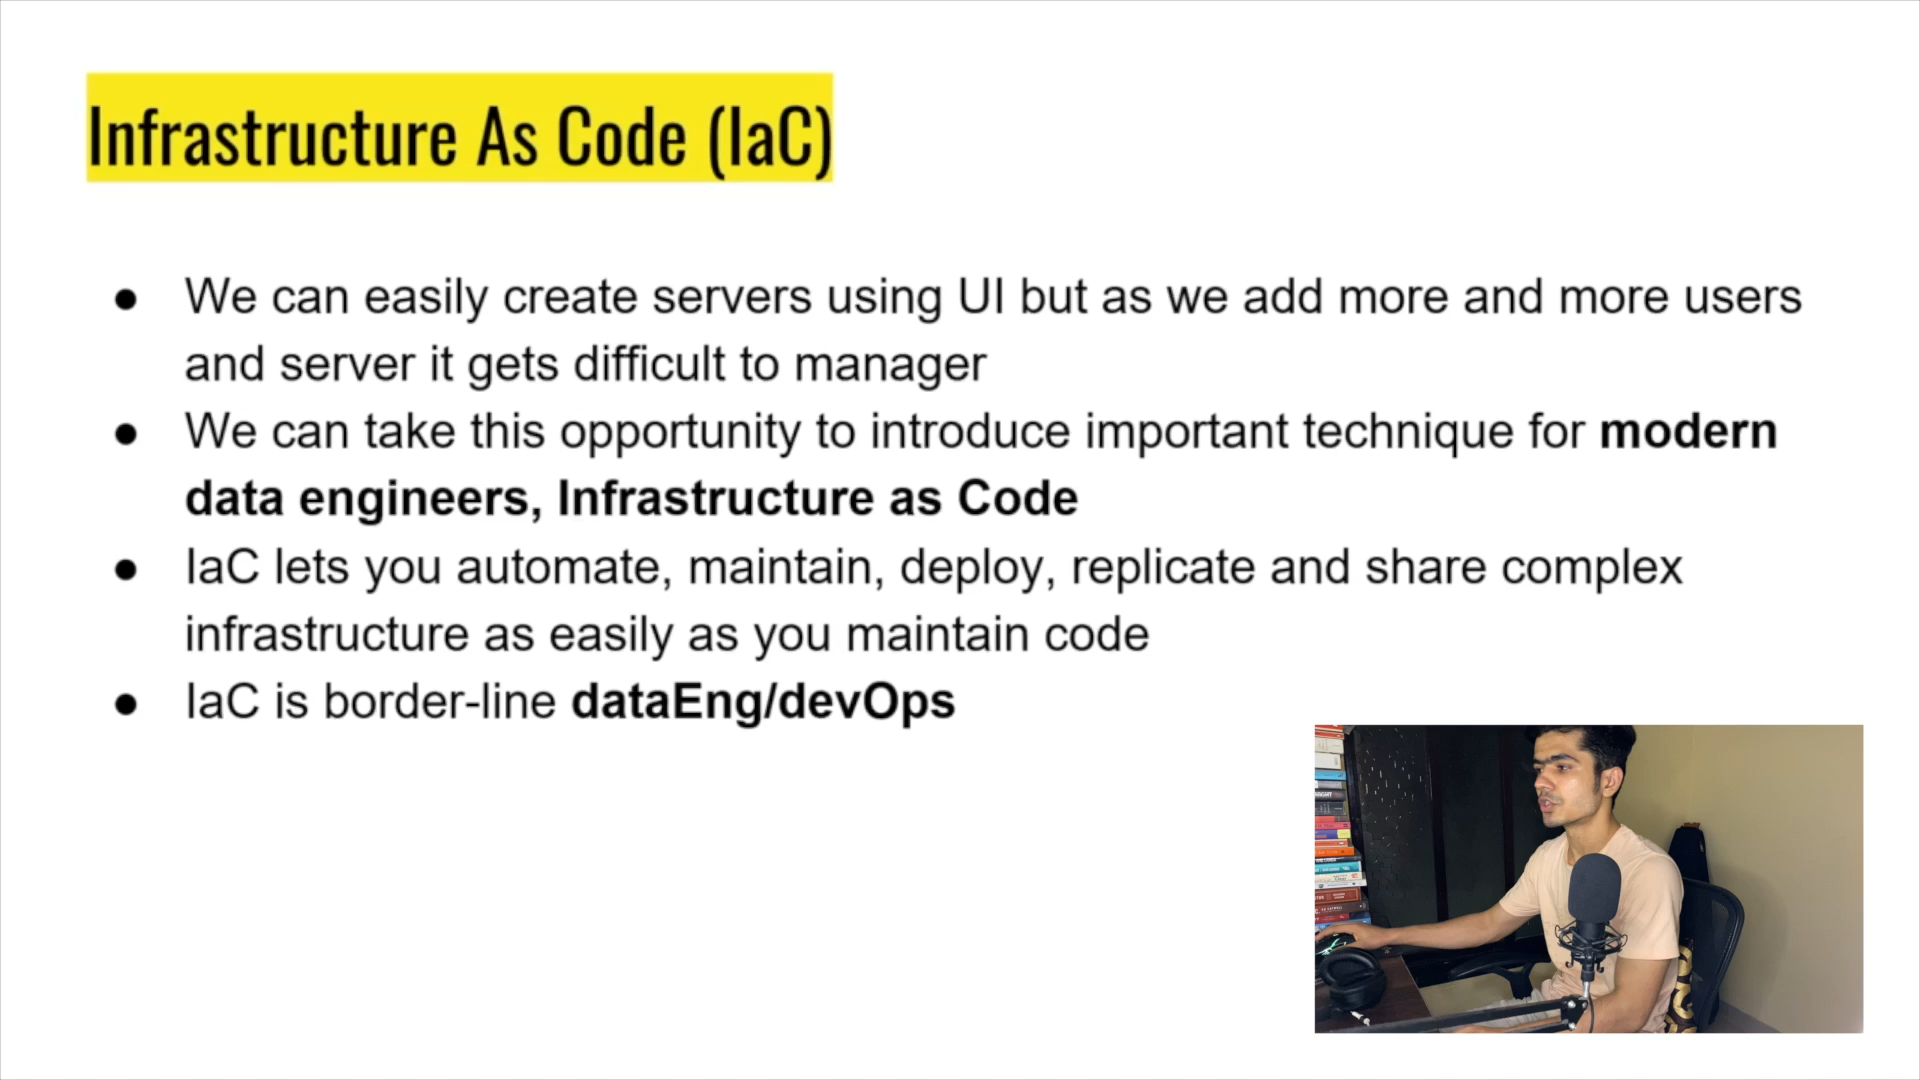 Infrastructure As Code (IaC)
● We can easily create servers using UI but as we add more and more users
and server it gets difficult to manager
● We can take this opportunity to introduce important technique for modern
data engineers, Infrastructure as Code
● IaC lets you automate, maintain, deploy, replicate and share complex
infrastructure as easily as you maintain code
● IaC is border-line dataEng/devOps